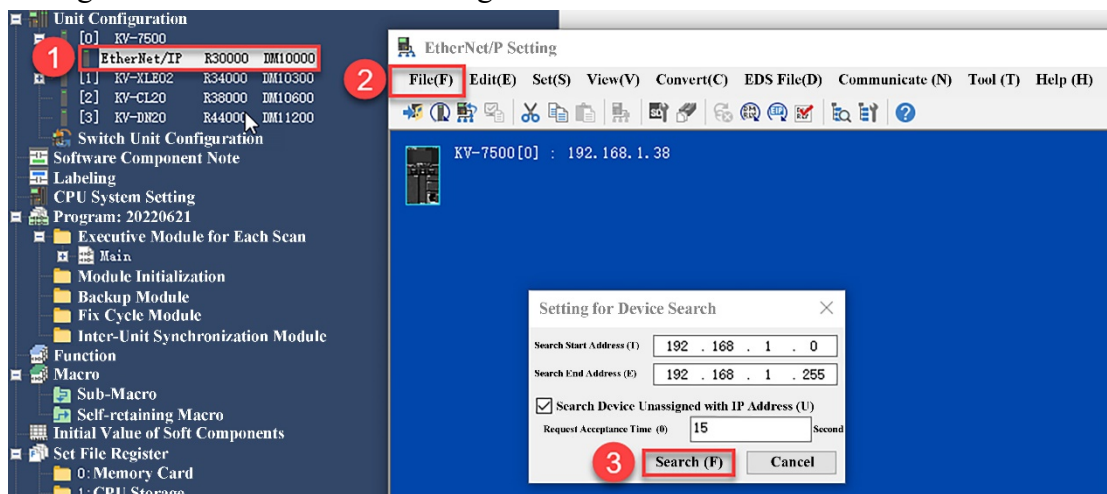 Unit Configuration
[0] KV-7500
1
EtherNet/IP R30000 DM10000
[1] KV-XLE02 R34000 DM10300
[2] KV-CL20 R38000 DM10600
[3] KV-DN20 R44000 DM11200
Switch Unit Configuration
Software Component Note
Labeling
CPU System Setting
Program: 20220621
Executive Module for Each Scan
Main
Module Initialization
Backup Module
Fix Cycle Module
Inter-Unit Synchronization Module
Function
Macro
Sub-Macro
Self-retaining Macro
Initial Value of Soft Components
Set File Register
0: Memory Card
1: CPU Storage
EtherNet/P Setting
2
File(F) Edit(E) Set(S) View(V) Convert(C) EDS File(D) Communicate (N) Tool (T) Help (H)
KV-7500[0] : 192.168.1.38
Setting for Device Search
Search Start Address (T) 192 . 168 . 1 . 0
Search End Address (E) 192 . 168 . 1 . 255
Search Device Unassigned with IP Address (U)
Request Acceptance Time (0) 15 Second
3
Search (F) Cancel